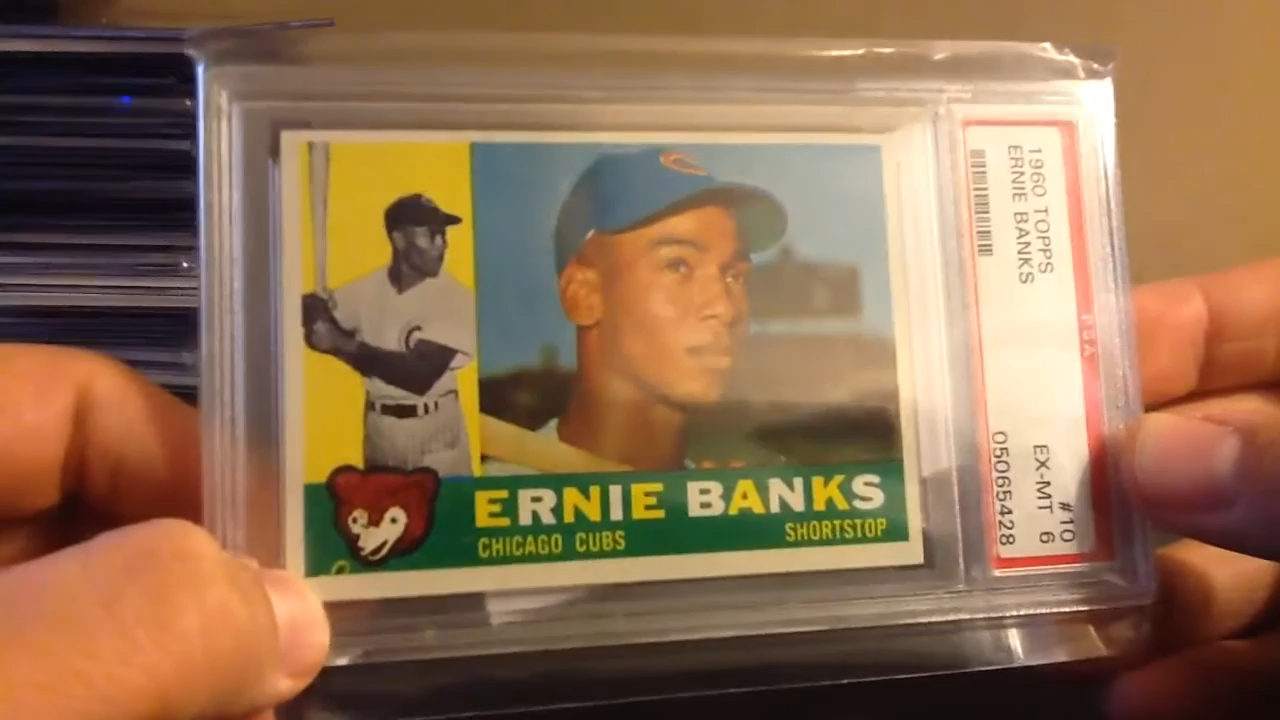 ERNIE BANKS
CHICAGO CUBS SHORTSTOP
1960 TOPPS #10
ERNIE BANKS EX-MT 6
05065428
PSA
C
C